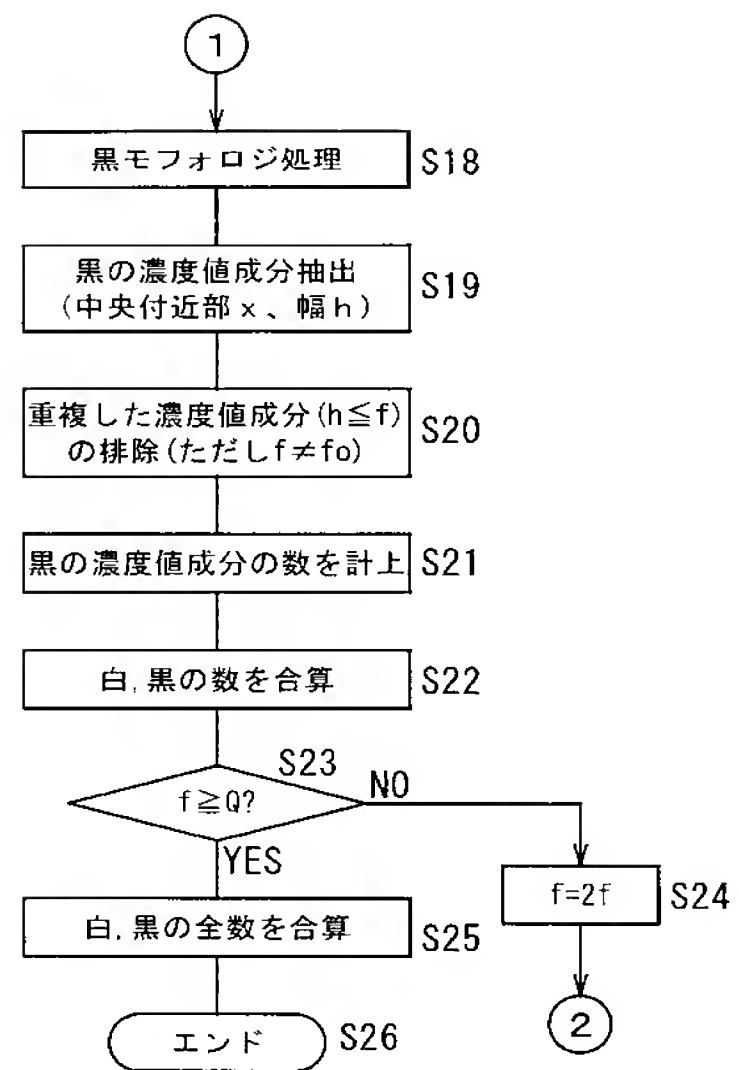 1
黒モフォロジ処理 S18
黒の濃度値成分抽出
(中央付近部x、幅h) S19
重複した濃度値成分(h≦f)
の排除(ただしf≠fo) S20
黒の濃度値成分の数を計上 S21
白,黒の数を合算 S22
S23
f≧Q?
NO
YES
f=2f S24
白,黒の全数を合算 S25
2
エンド S26